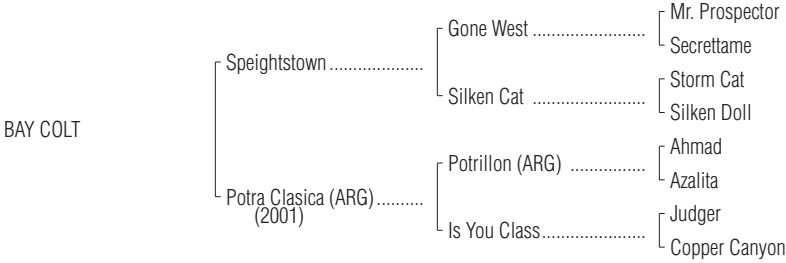 Mr. Prospector
Gone West ........................
Secrettame
Speightstown ....................
Storm Cat
Silken Cat ........................
Silken Doll
BAY COLT
Ahmad
Potrillon (ARG) ................
Azalita
Potra Clasica (ARG) ..........
(2001)
Judger
Is You Class ......................
Copper Canyon